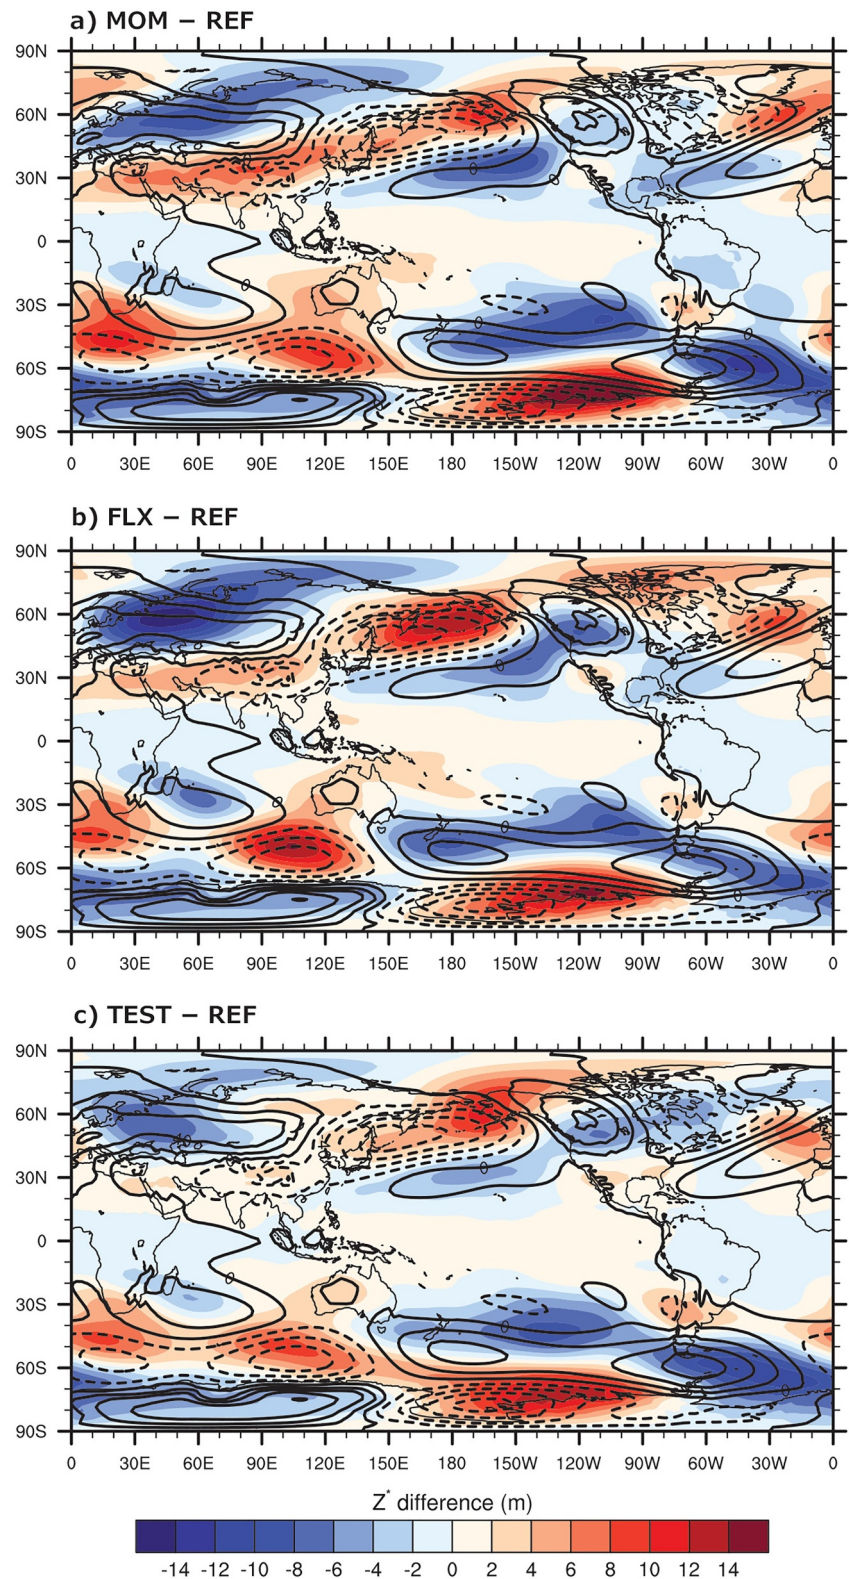 a) MOM – REF
90N
60N
30N
0
30S
60S
90S
0 30E 60E 90E 120E 150E 180 150W 120W 90W 60W 30W 0
b) FLX – REF
90N
60N
30N
0
30S
60S
90S
0 30E 60E 90E 120E 150E 180 150W 120W 90W 60W 30W 0
c) TEST – REF
90N
60N
30N
0
30S
60S
90S
0 30E 60E 90E 120E 150E 180 150W 120W 90W 60W 30W 0
Z* difference (m)
-14 -12 -10 -8 -6 -4 -2 0 2 4 6 8 10 12 14